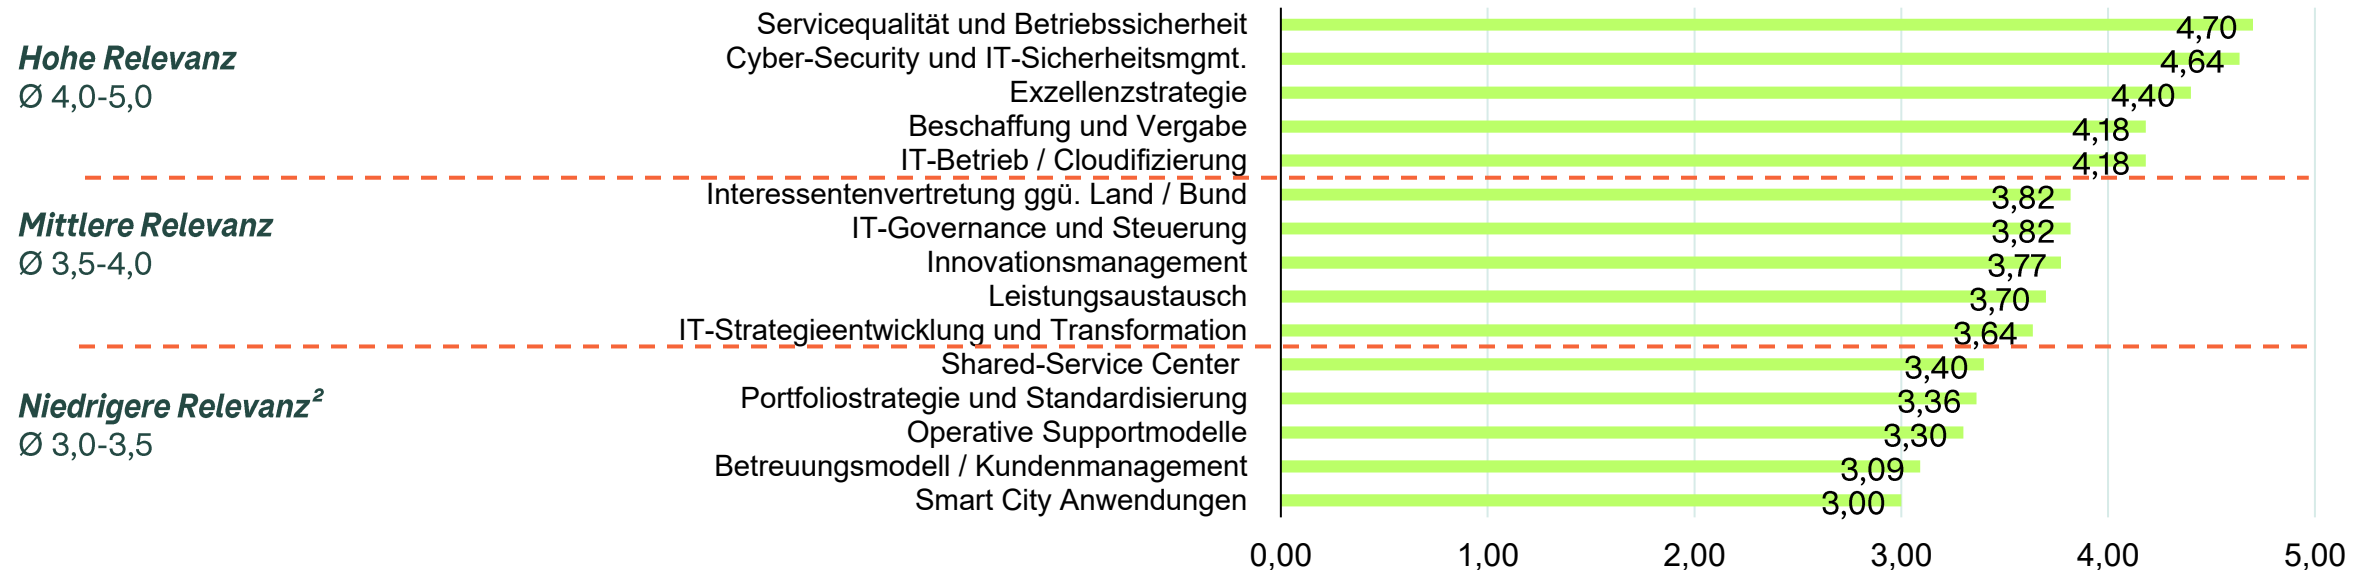 Hohe Relevanz
Ø 4,0-5,0
Servicequalität und Betriebssicherheit 4,70
Cyber-Security und IT-Sicherheitsmgmt. 4,64
Exzellenzstrategie 4,40
Beschaffung und Vergabe 4,18
IT-Betrieb / Cloudifizierung 4,18
Mittlere Relevanz
Ø 3,5-4,0
Interessentenvertretung ggü. Land / Bund 3,82
IT-Governance und Steuerung 3,82
Innovationsmanagement 3,77
Leistungsaustausch 3,70
IT-Strategieentwicklung und Transformation 3,64
Niedrigere Relevanz²
Ø 3,0-3,5
Shared-Service Center 3,40
Portfoliostrategie und Standardisierung 3,36
Operative Supportmodelle 3,30
Betreuungsmodell / Kundenmanagement 3,09
Smart City Anwendungen 3,00
0,00 1,00 2,00 3,00 4,00 5,00